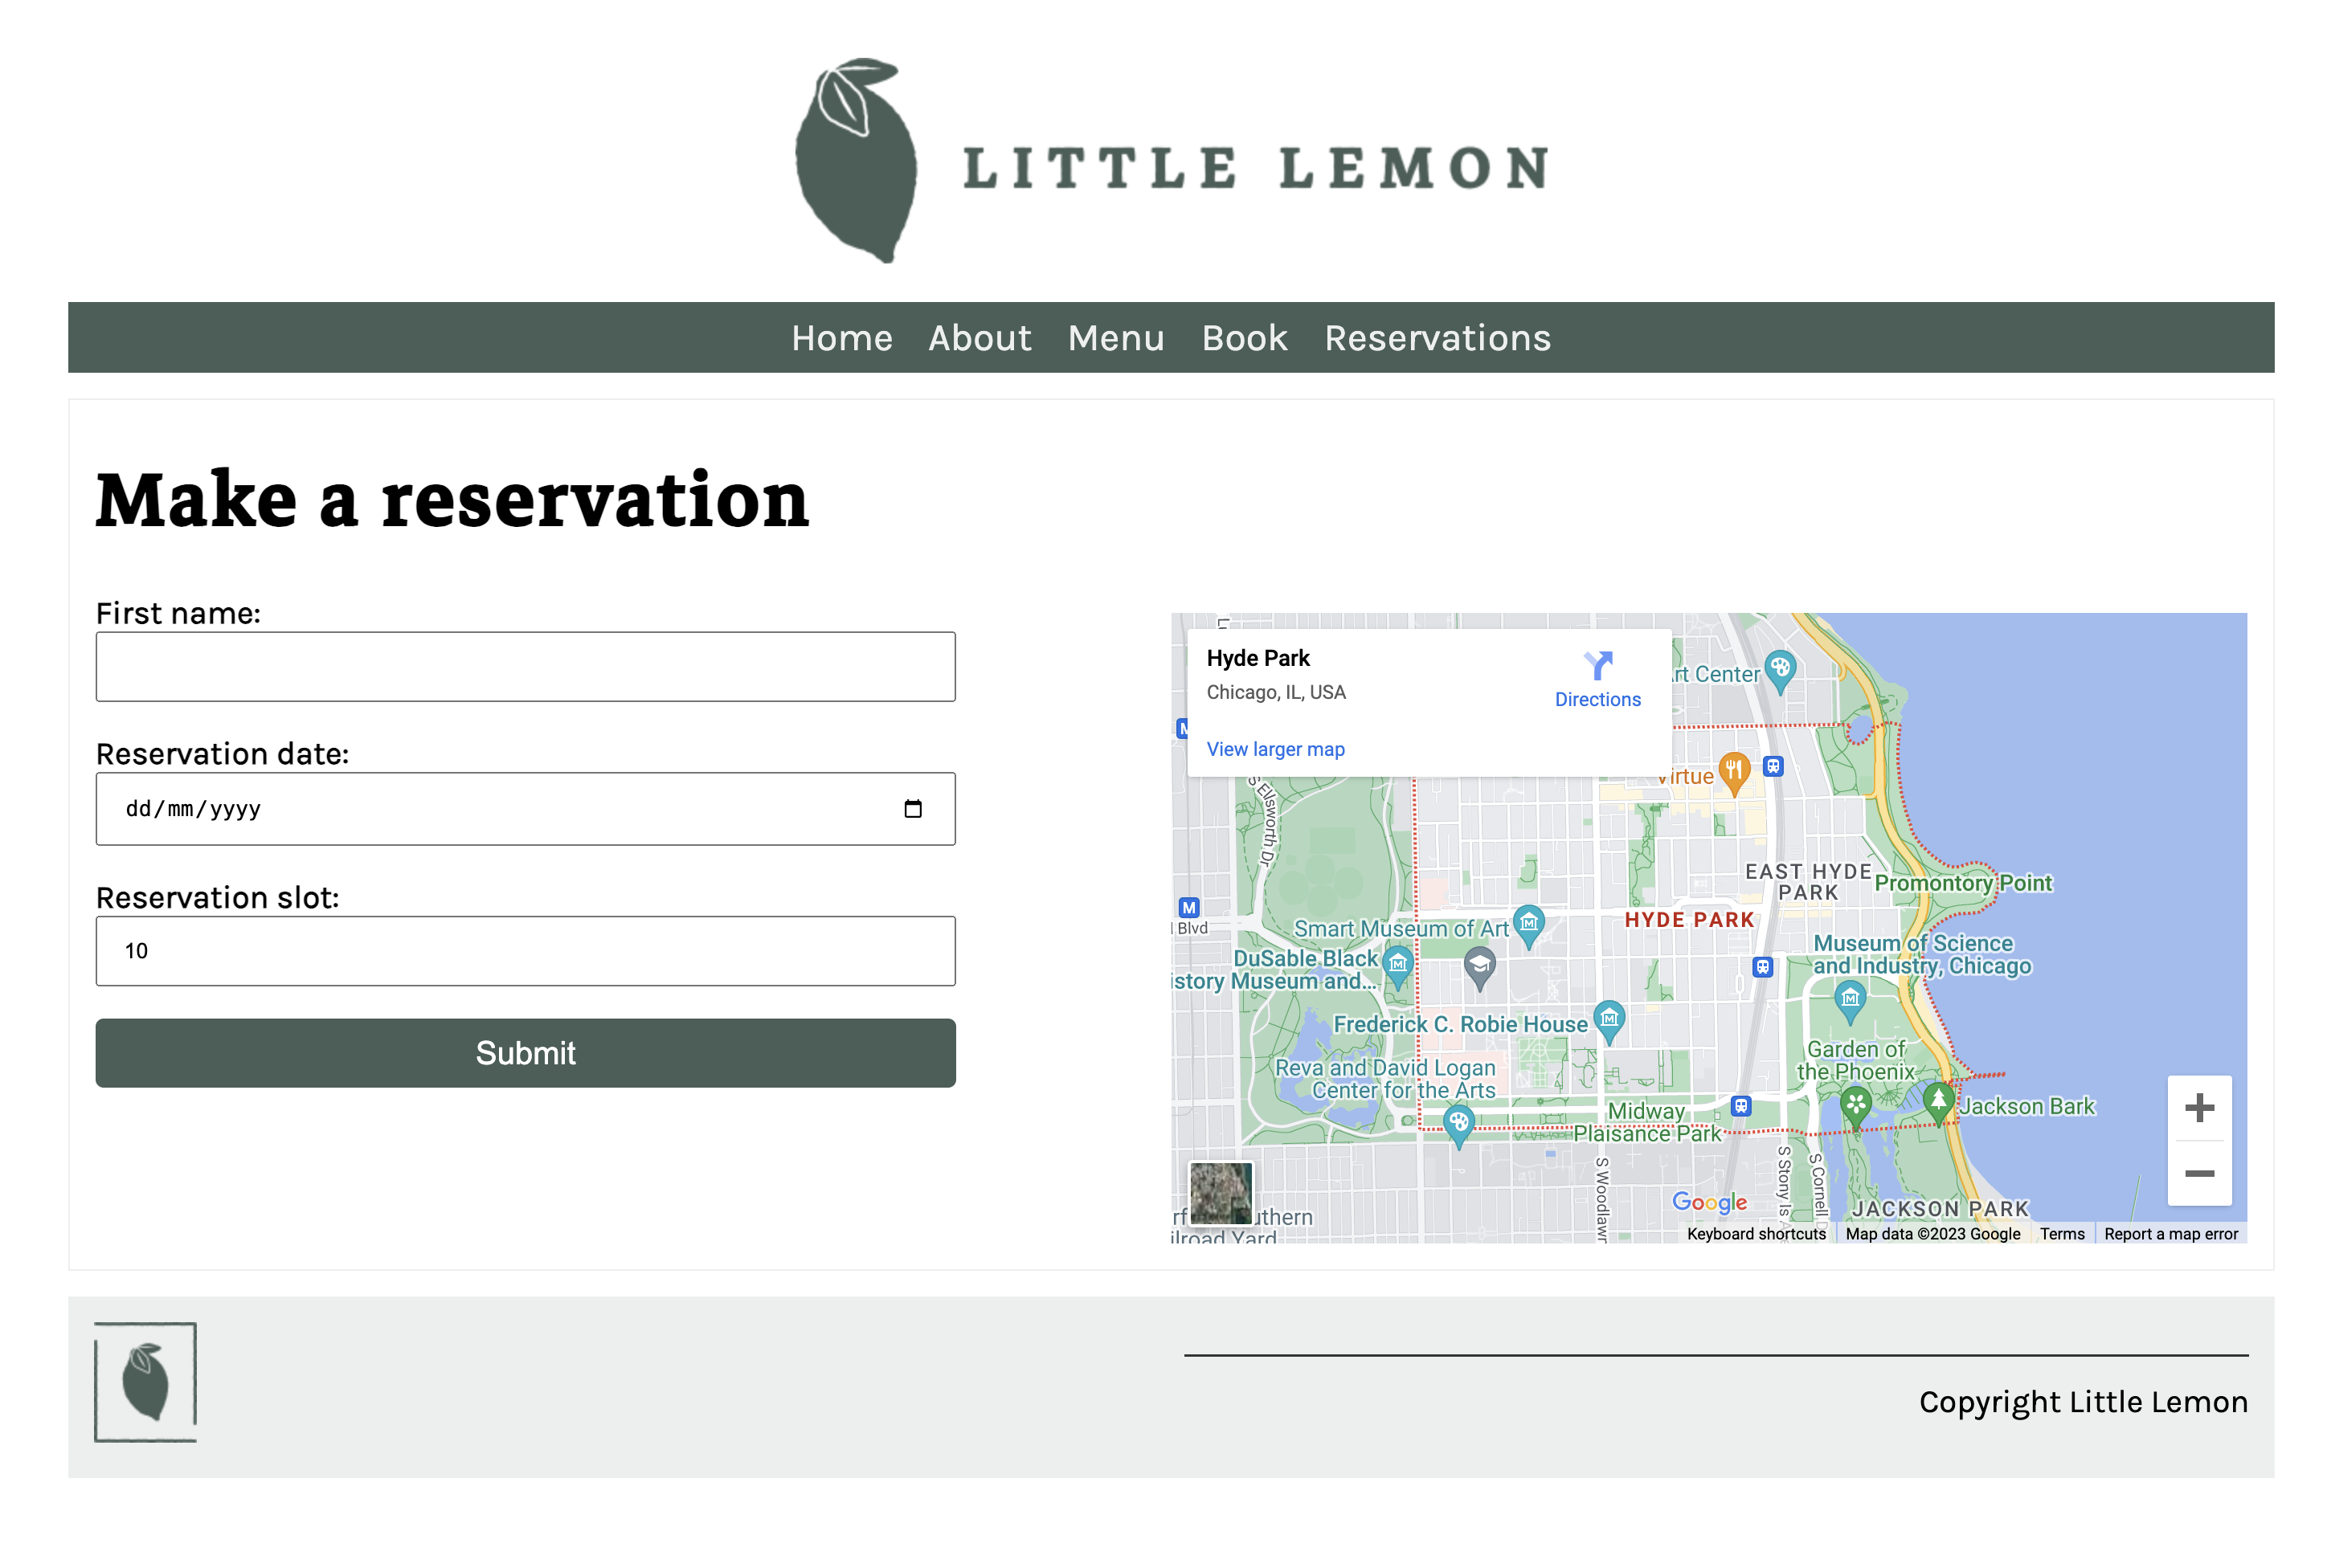 LITTLE LEMON
Home About Menu Book Reservations
Make a reservation
First name:
Reservation date:
dd/mm/yyyy
Reservation slot:
10
Submit
Hyde Park
Chicago, IL, USA
Directions
View larger map
Art Center
Virtue
S Ellsworth Dr
EAST HYDE
PARK
Promontory Point
M
Blvd
HYDE PARK
Smart Museum of Art
DuSable Black
istory Museum and...
Museum of Science
and Industry, Chicago
Frederick C. Robie House
Garden of
the Phoenix
Reva and David Logan
Center for the Arts
Midway
Plaisance Park
Jackson Bark
S Woodlawn
S Stony Is
S Cornell
JACKSON PARK
ilroad Yard
Google
Keyboard shortcuts Map data ©2023 Google Terms Report a map error
Copyright Little Lemon